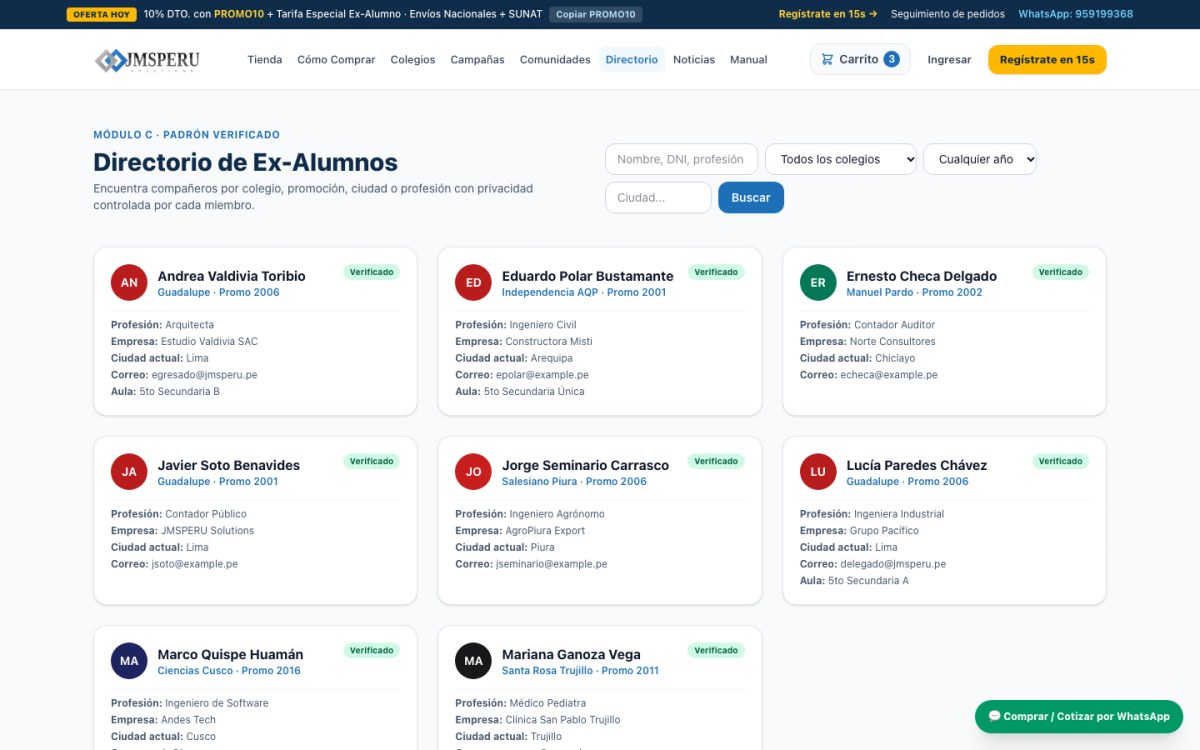 OFERTA HOY 10% DTO. con PROMO10 + Tarifa Especial Ex-Alumno · Envíos Nacionales + SUNAT Copiar PROMO10 Regístrate en 15s → Seguimiento de pedidos WhatsApp: 959199368
JMSPERU
SOLUTIONS
Tienda Cómo Comprar Colegios Campañas Comunidades Directorio Noticias Manual Carrito 3 Ingresar Regístrate en 15s
MÓDULO C · PADRÓN VERIFICADO
Directorio de Ex-Alumnos
Encuentra compañeros por colegio, promoción, ciudad o profesión con privacidad
controlada por cada miembro.
Nombre, DNI, profesión Todos los colegios Cualquier año
Ciudad... Buscar
AN
Andrea Valdivia Toribio
Verificado
Guadalupe · Promo 2006
Profesión: Arquitecta
Empresa: Estudio Valdivia SAC
Ciudad actual: Lima
Correo: egresado@jmsperu.pe
Aula: 5to Secundaria B
ED
Eduardo Polar Bustamante
Verificado
Independencia AQP · Promo 2001
Profesión: Ingeniero Civil
Empresa: Constructora Misti
Ciudad actual: Arequipa
Correo: epolar@example.pe
Aula: 5to Secundaria Única
ER
Ernesto Checa Delgado
Verificado
Manuel Pardo · Promo 2002
Profesión: Contador Auditor
Empresa: Norte Consultores
Ciudad actual: Chiclayo
Correo: echeca@example.pe
JA
Javier Soto Benavides
Verificado
Guadalupe · Promo 2001
Profesión: Contador Público
Empresa: JMSPERU Solutions
Ciudad actual: Lima
Correo: jsoto@example.pe
JO
Jorge Seminario Carrasco
Verificado
Salesiano Piura · Promo 2006
Profesión: Ingeniero Agrónomo
Empresa: AgroPiura Export
Ciudad actual: Piura
Correo: jseminario@example.pe
LU
Lucía Paredes Chávez
Verificado
Guadalupe · Promo 2006
Profesión: Ingeniera Industrial
Empresa: Grupo Pacífico
Ciudad actual: Lima
Correo: delegado@jmsperu.pe
Aula: 5to Secundaria A
MA
Marco Quispe Huamán
Verificado
Ciencias Cusco · Promo 2016
Profesión: Ingeniero de Software
Empresa: Andes Tech
Ciudad actual: Cusco
MA
Mariana Ganoza Vega
Verificado
Santa Rosa Trujillo · Promo 2011
Profesión: Médico Pediatra
Empresa: Clínica San Pablo Trujillo
Ciudad actual: Trujillo
Comprar / Cotizar por WhatsApp